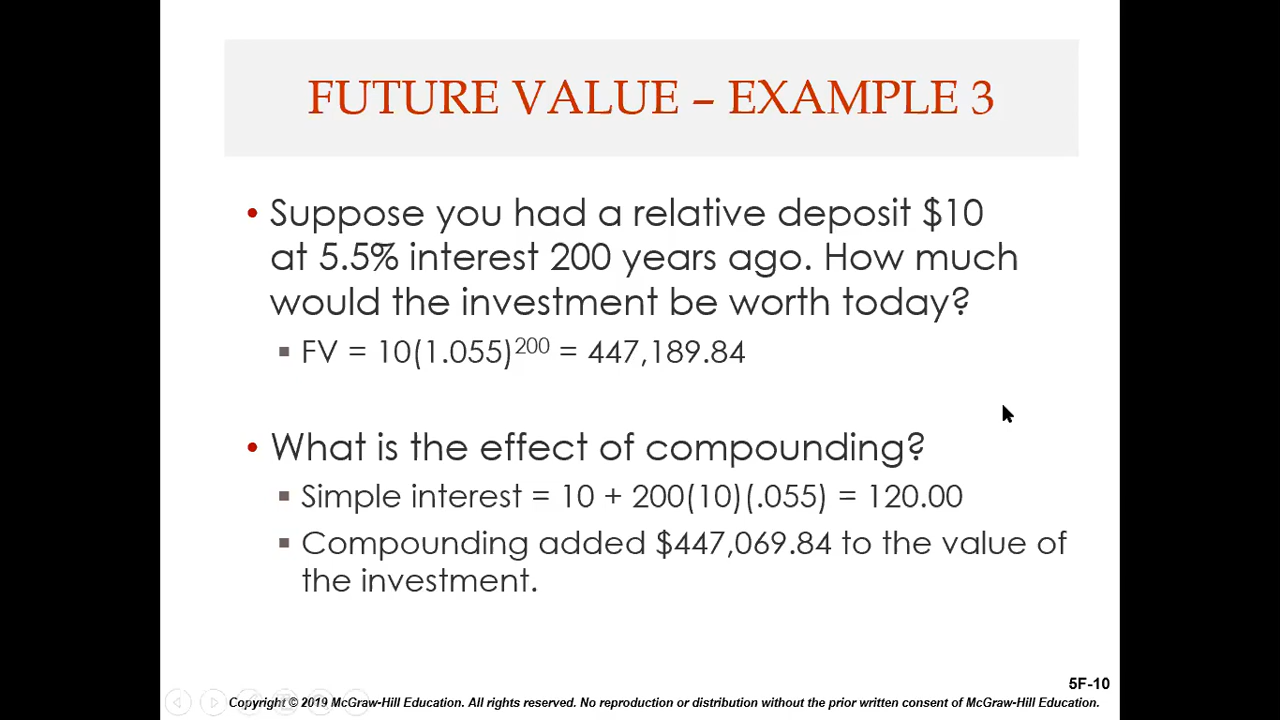 FUTURE VALUE – EXAMPLE 3
• Suppose you had a relative deposit $10
at 5.5% interest 200 years ago. How much
would the investment be worth today?
▪ FV = 10(1.055)²⁰⁰ = 447,189.84
• What is the effect of compounding?
▪ Simple interest = 10 + 200(10)(.055) = 120.00
▪ Compounding added $447,069.84 to the value of
the investment.
5F-10
Copyright © 2019 McGraw-Hill Education. All rights reserved. No reproduction or distribution without the prior written consent of McGraw-Hill Education.